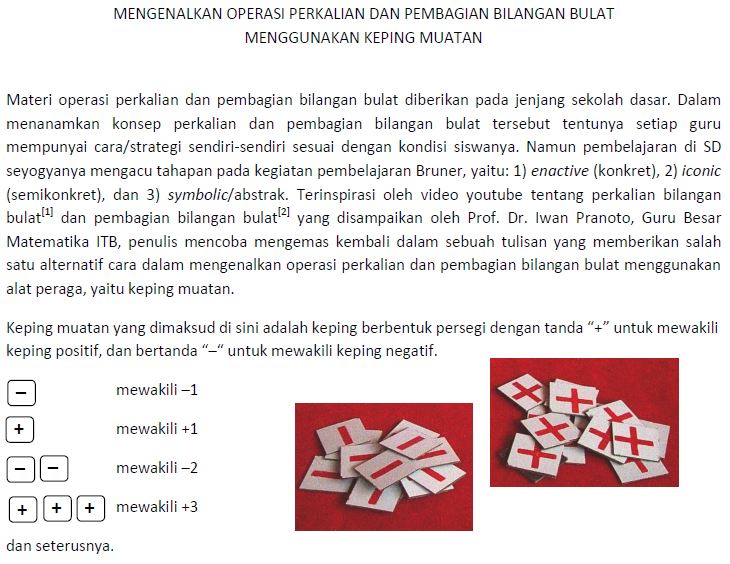 MENGENALKAN OPERASI PERKALIAN DAN PEMBAGIAN BILANGAN BULAT
MENGGUNAKAN KEPING MUATAN
Materi operasi perkalian dan pembagian bilangan bulat diberikan pada jenjang sekolah dasar. Dalam
menanamkan konsep perkalian dan pembagian bilangan bulat tersebut tentunya setiap guru
mempunyai cara/strategi sendiri-sendiri sesuai dengan kondisi siswanya. Namun pembelajaran di SD
seyogyanya mengacu tahapan pada kegiatan pembelajaran Bruner, yaitu: 1) enactive (konkret), 2) iconic
(semikonkret), dan 3) symbolic/abstrak. Terinspirasi oleh video youtube tentang perkalian bilangan
bulat[1] dan pembagian bilangan bulat[2] yang disampaikan oleh Prof. Dr. Iwan Pranoto, Guru Besar
Matematika ITB, penulis mencoba mengemas kembali dalam sebuah tulisan yang memberikan salah
satu alternatif cara dalam mengenalkan operasi perkalian dan pembagian bilangan bulat menggunakan
alat peraga, yaitu keping muatan.
Keping muatan yang dimaksud di sini adalah keping berbentuk persegi dengan tanda “+” untuk mewakili
keping positif, dan bertanda “–“ untuk mewakili keping negatif.
– mewakili –1
+ mewakili +1
– – mewakili –2
+ + + mewakili +3
dan seterusnya.